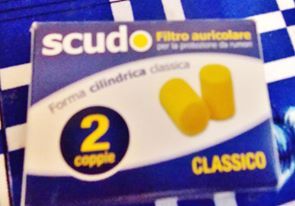 scudo Filtro auricolare
per la protezione da rumori
Forma cilindrica classica
2
coppie
CLASSICO